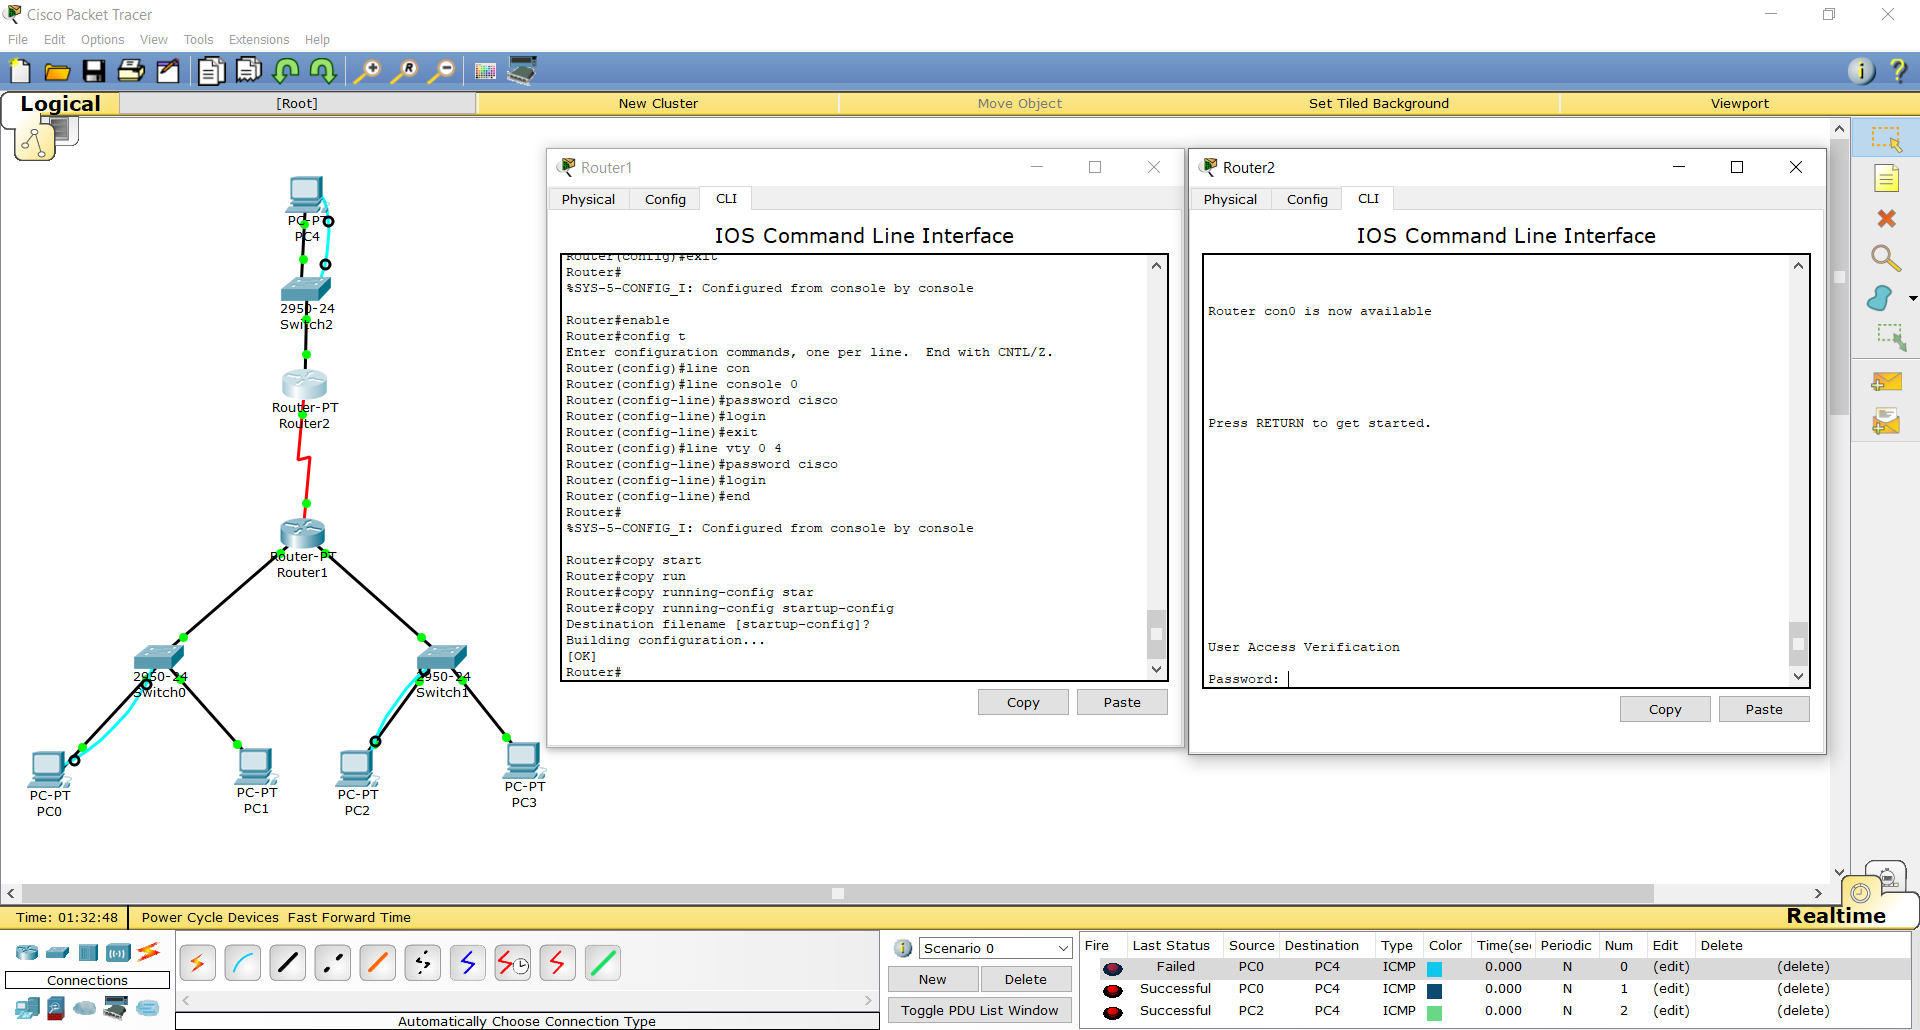 Cisco Packet Tracer
File Edit Options View Tools Extensions Help
Logical [Root] New Cluster Move Object Set Tiled Background Viewport
PC-PT
PC4
2950-24
Switch2
Router-PT
Router2
Router-PT
Router1
2950-24
Switch0
2950-24
Switch1
PC-PT
PC0
PC-PT
PC1
PC-PT
PC2
PC-PT
PC3
Router1
Physical Config CLI
IOS Command Line Interface
Router(config)#exit
Router#
%SYS-5-CONFIG_I: Configured from console by console
Router#enable
Router#config t
Enter configuration commands, one per line.  End with CNTL/Z.
Router(config)#line con
Router(config)#line console 0
Router(config-line)#password cisco
Router(config-line)#login
Router(config-line)#exit
Router(config)#line vty 0 4
Router(config-line)#password cisco
Router(config-line)#login
Router(config-line)#end
Router#
%SYS-5-CONFIG_I: Configured from console by console
Router#copy start
Router#copy run
Router#copy running-config star
Router#copy running-config startup-config
Destination filename [startup-config]?
Building configuration...
[OK]
Router#
Copy Paste
Router2
Physical Config CLI
IOS Command Line Interface
Router con0 is now available
Press RETURN to get started.
User Access Verification
Password:
Copy Paste
Time: 01:32:48 Power Cycle Devices Fast Forward Time Realtime
Connections
Automatically Choose Connection Type
Scenario 0
New Delete
Toggle PDU List Window
Fire Last Status Source Destination Type Color Time(sec Periodic Num Edit Delete
Failed PC0 PC4 ICMP 0.000 N 0 (edit) (delete)
Successful PC0 PC4 ICMP 0.000 N 1 (edit) (delete)
Successful PC2 PC4 ICMP 0.000 N 2 (edit) (delete)